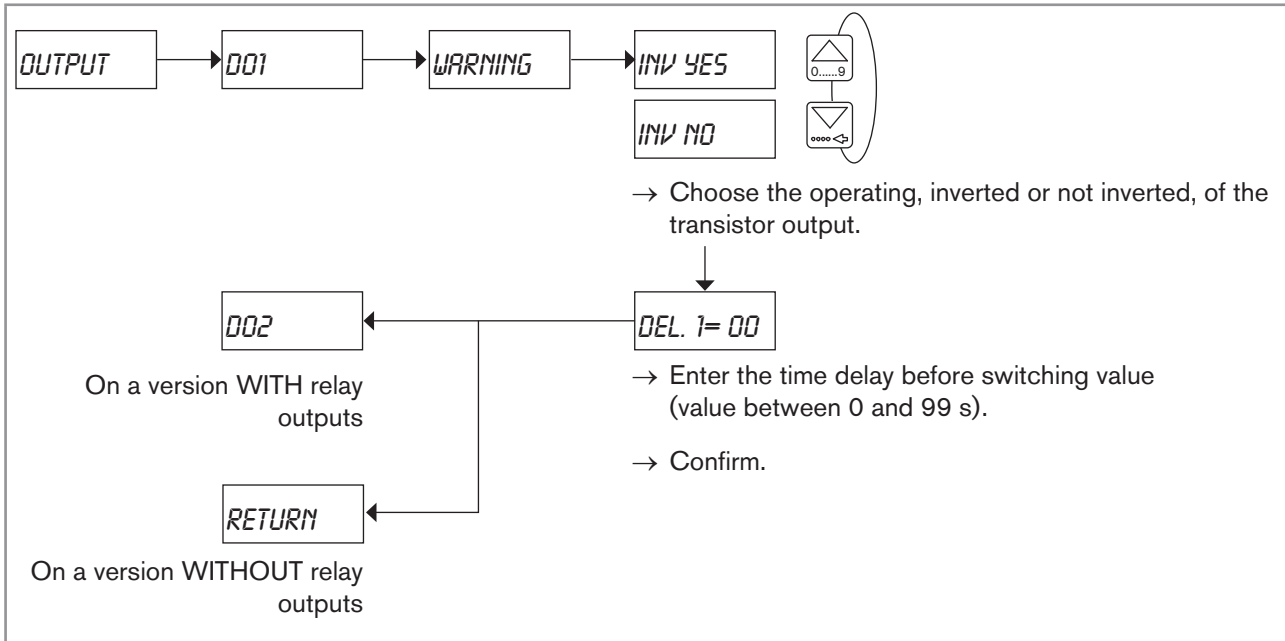 OUTPUT
DO1
WARNING
INV YES
0......9
INV NO
→ Choose the operating, inverted or not inverted, of the
transistor output.
DO2
DEL. 1= 00
On a version WITH relay
outputs
→ Enter the time delay before switching value
(value between 0 and 99 s).
→ Confirm.
RETURN
On a version WITHOUT relay
outputs